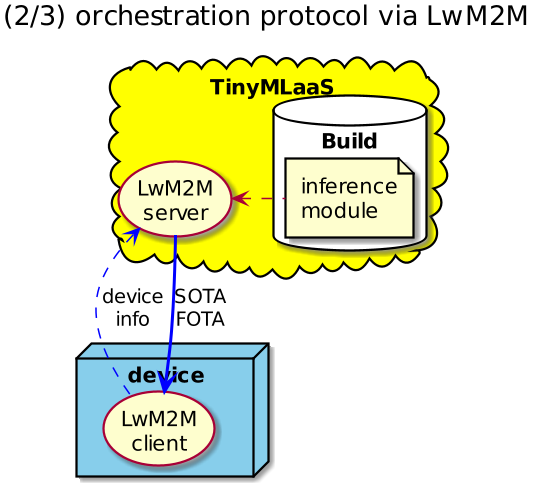 (2/3) orchestration protocol via LwM2M
TinyMLaaS
Build
inference
module
LwM2M
server
device
info
SOTA
FOTA
device
LwM2M
client